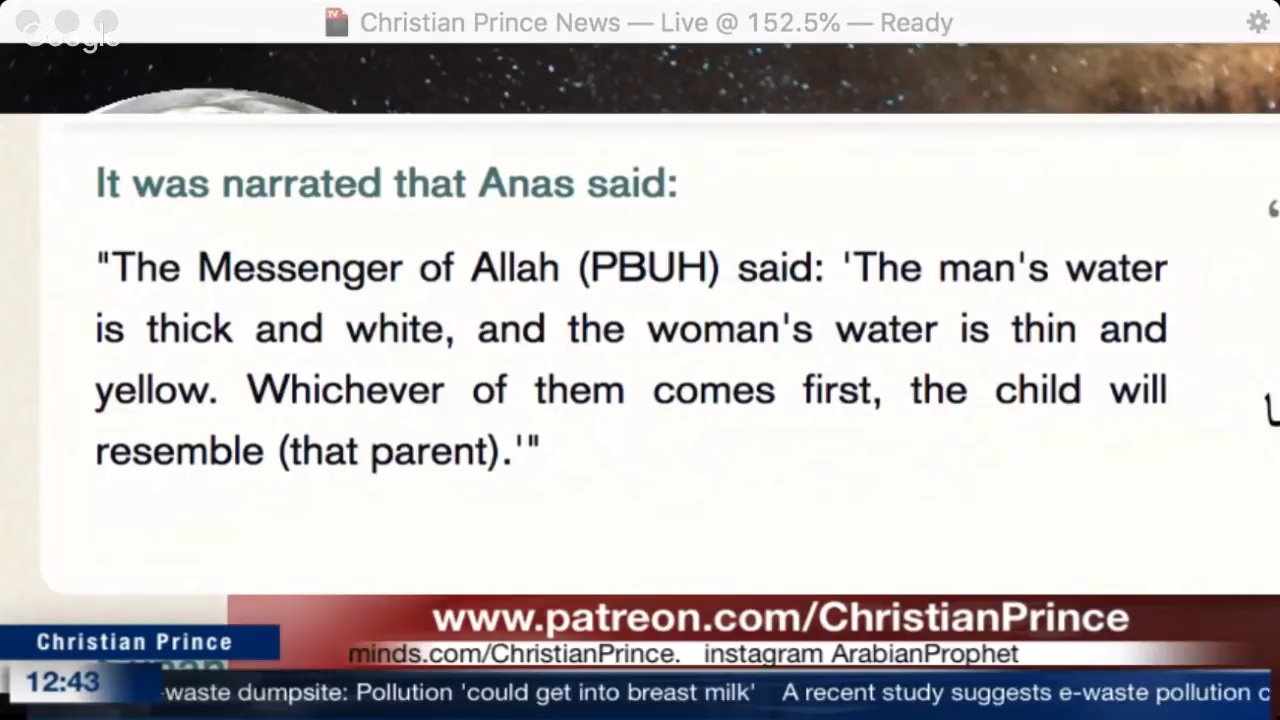 Christian Prince News — Live @ 152.5% — Ready
Google
It was narrated that Anas said:
"The Messenger of Allah (PBUH) said: 'The man's water
is thick and white, and the woman's water is thin and
yellow. Whichever of them comes first, the child will
resemble (that parent).'"
www.patreon.com/ChristianPrince
Christian Prince
minds.com/ChristianPrince. instagram ArabianProphet
12:43
-waste dumpsite: Pollution 'could get into breast milk' A recent study suggests e-waste pollution c